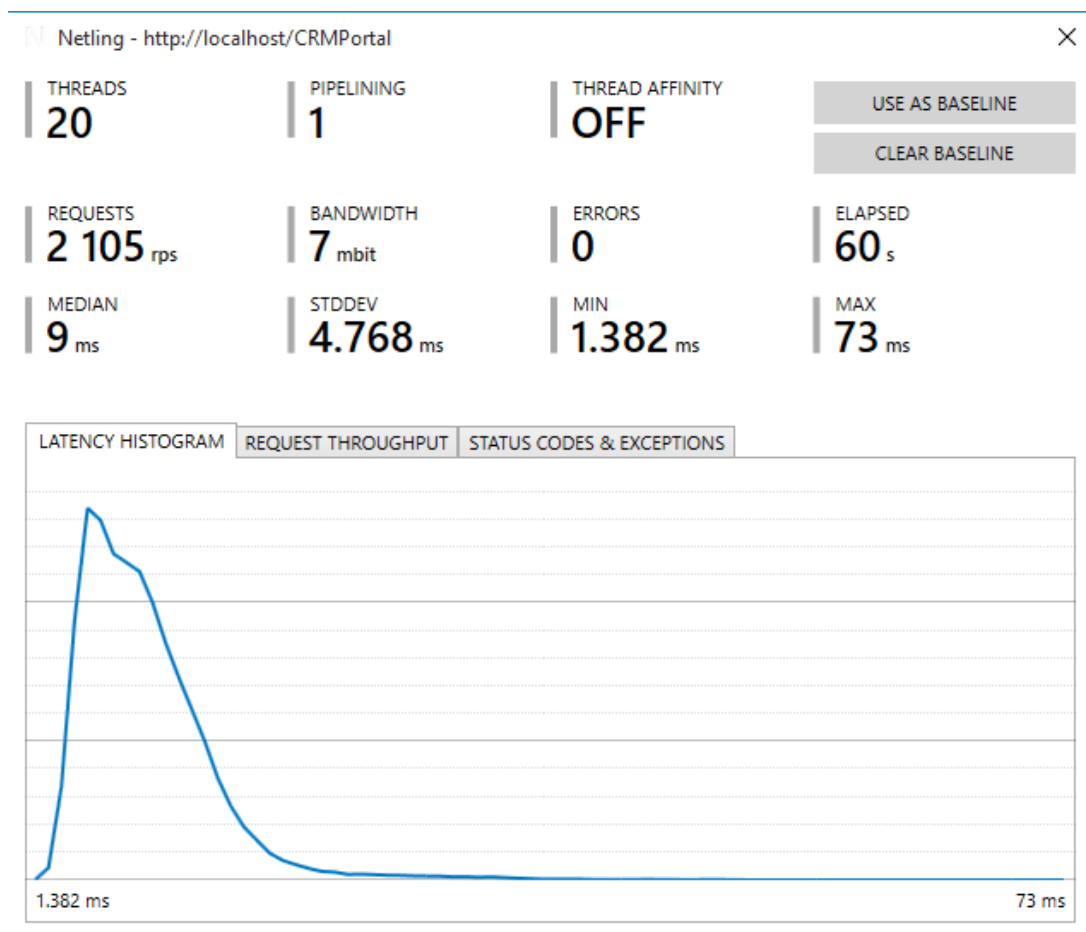 Netling - http://localhost/CRMPortal
THREADS
20
PIPELINING
1
THREAD AFFINITY
OFF
USE AS BASELINE
CLEAR BASELINE
REQUESTS
2 105 rps
BANDWIDTH
7 mbit
ERRORS
0
ELAPSED
60 s
MEDIAN
9 ms
STDDEV
4.768 ms
MIN
1.382 ms
MAX
73 ms
LATENCY HISTOGRAM
REQUEST THROUGHPUT
STATUS CODES & EXCEPTIONS
1.382 ms
73 ms